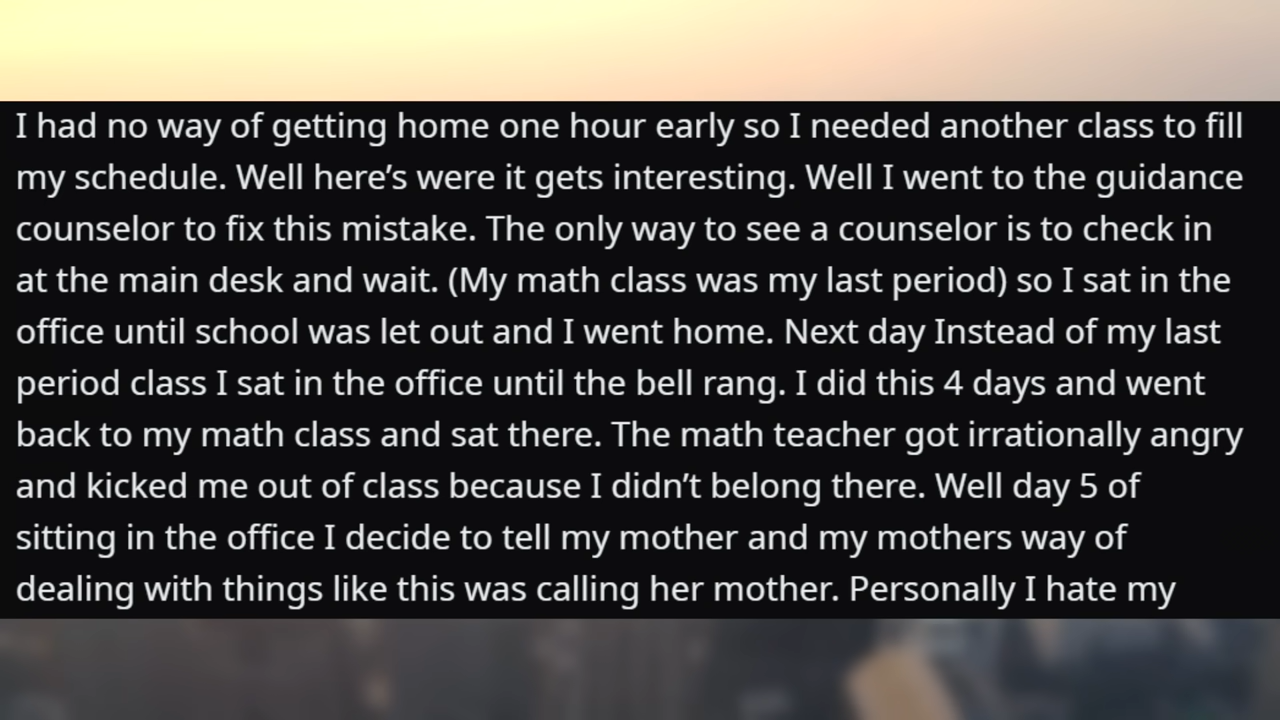 I had no way of getting home one hour early so I needed another class to fill
my schedule. Well here’s were it gets interesting. Well I went to the guidance
counselor to fix this mistake. The only way to see a counselor is to check in
at the main desk and wait. (My math class was my last period) so I sat in the
office until school was let out and I went home. Next day Instead of my last
period class I sat in the office until the bell rang. I did this 4 days and went
back to my math class and sat there. The math teacher got irrationally angry
and kicked me out of class because I didn’t belong there. Well day 5 of
sitting in the office I decide to tell my mother and my mothers way of
dealing with things like this was calling her mother. Personally I hate my